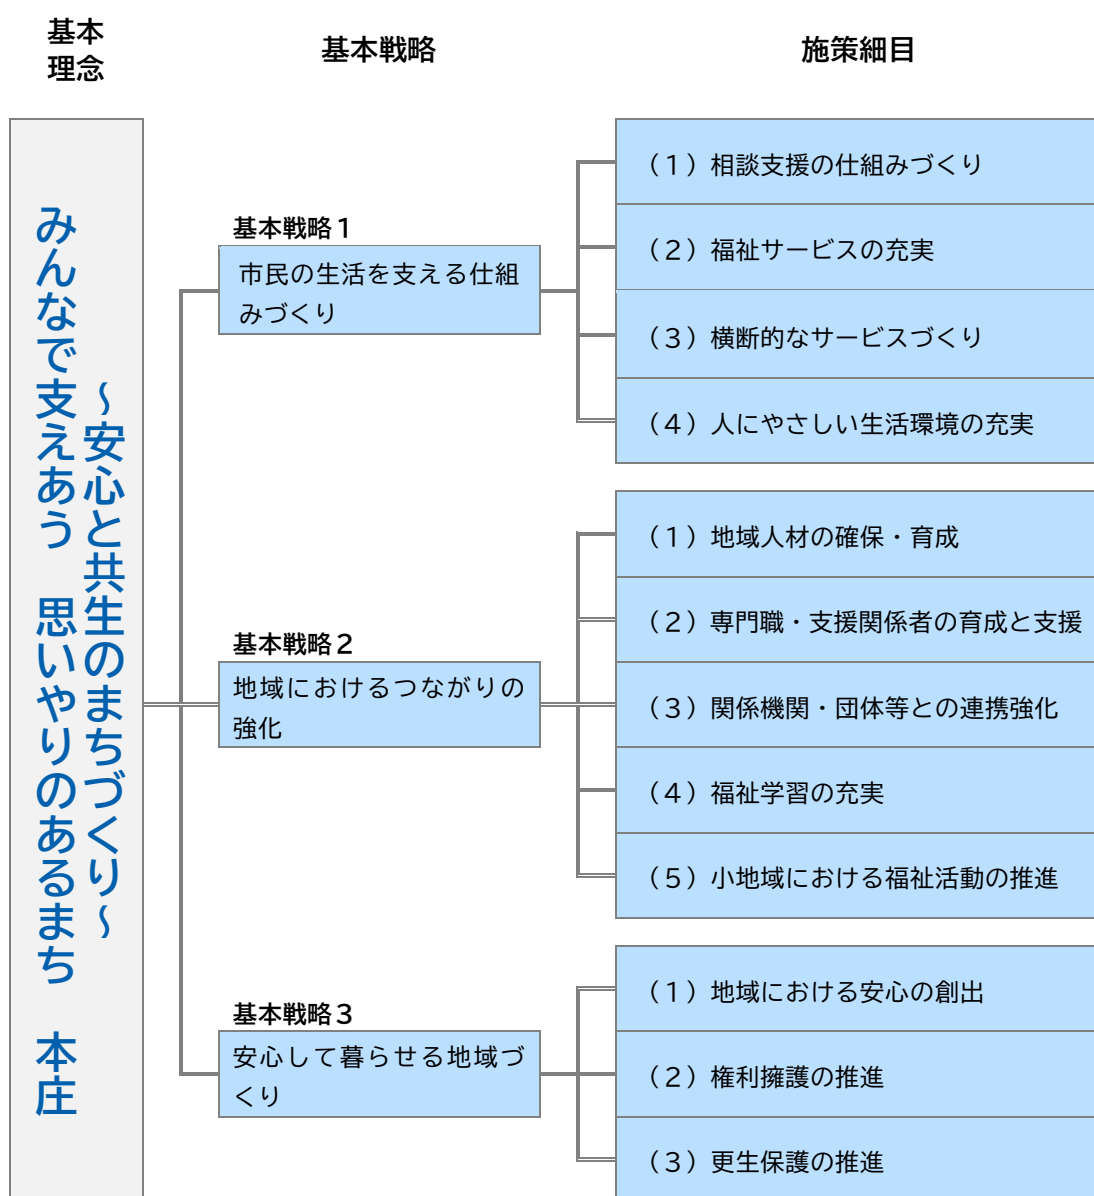 基本
理念
基本戦略
施策細目
みんなで支えあう　思いやりのあるまち　本庄
～安心と共生のまちづくり～
基本戦略１
市民の生活を支える仕組
みづくり
（１）相談支援の仕組みづくり
（２）福祉サービスの充実
（３）横断的なサービスづくり
（４）人にやさしい生活環境の充実
基本戦略２
地域におけるつながりの
強化
（１）地域人材の確保・育成
（２）専門職・支援関係者の育成と支援
（３）関係機関・団体等との連携強化
（４）福祉学習の充実
（５）小地域における福祉活動の推進
基本戦略３
安心して暮らせる地域づ
くり
（１）地域における安心の創出
（２）権利擁護の推進
（３）更生保護の推進